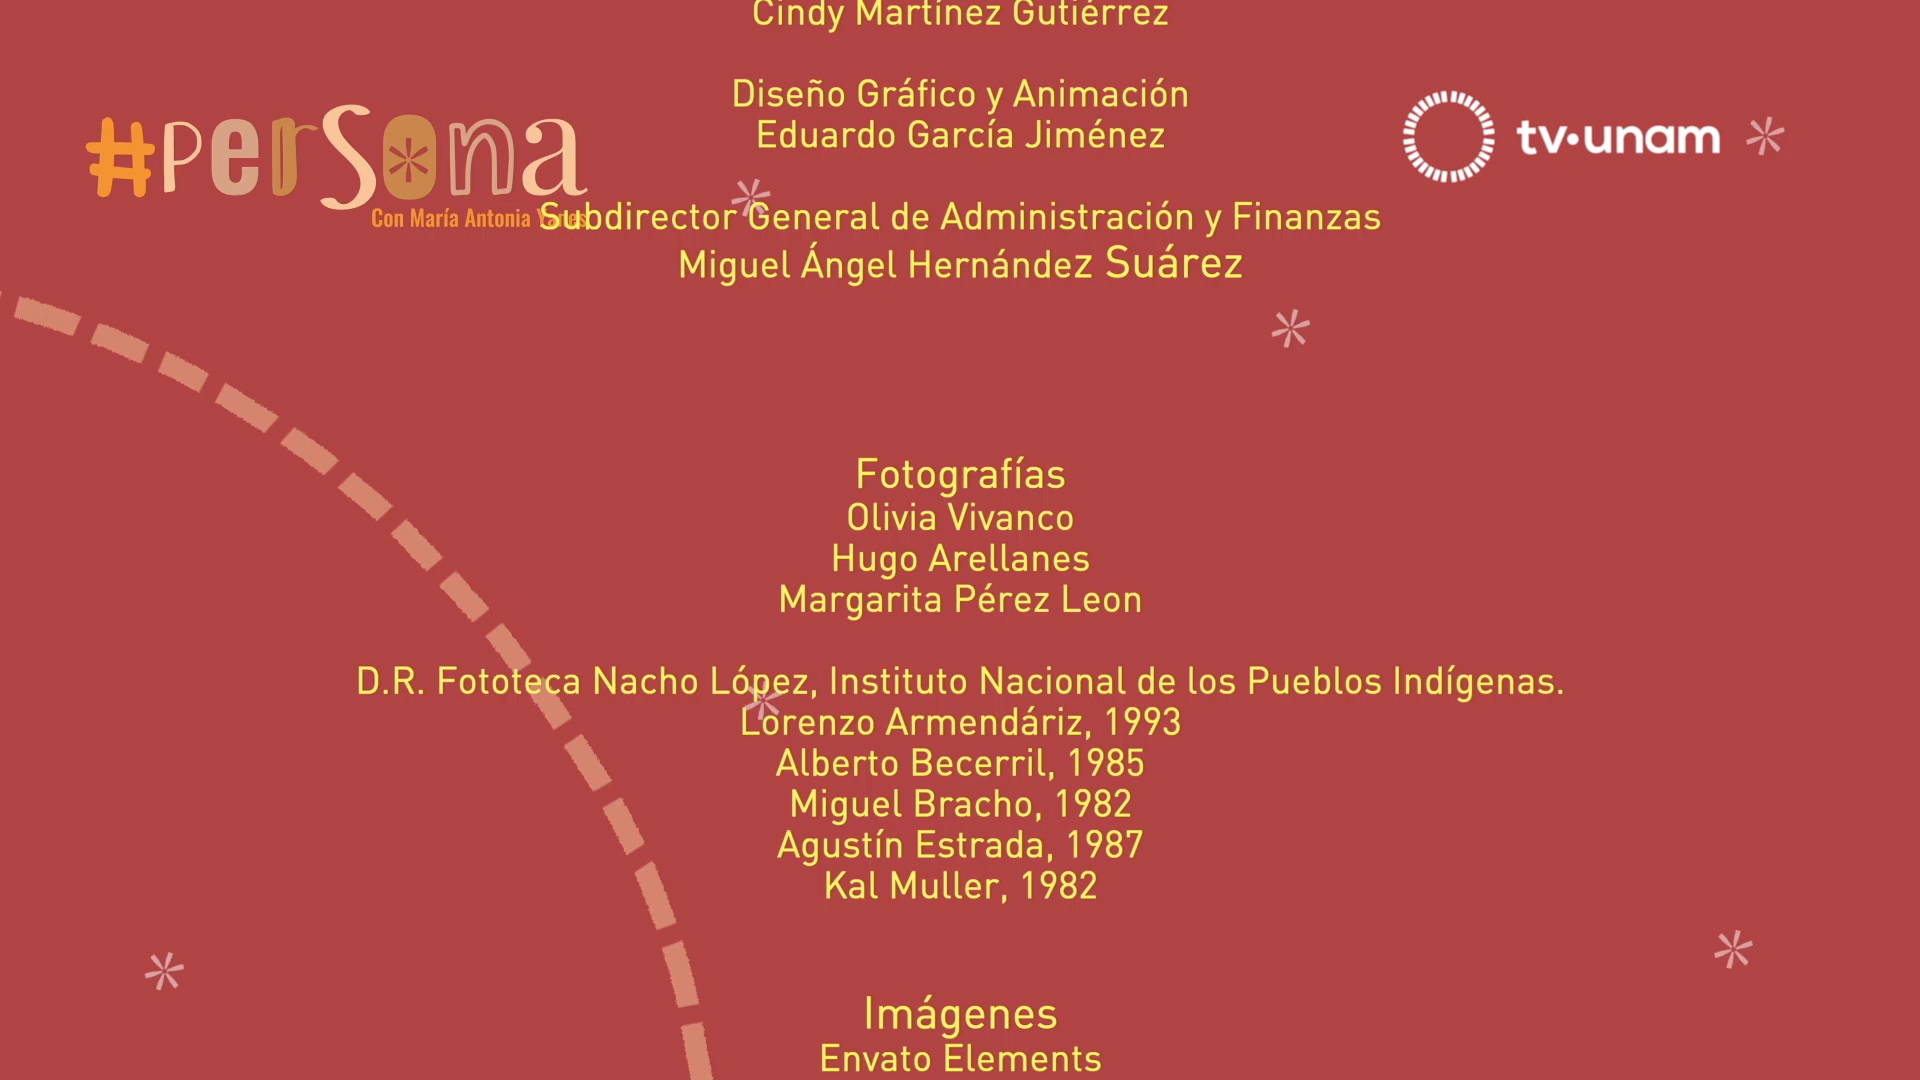 Cindy Martínez Gutiérrez
Diseño Gráfico y Animación
Eduardo García Jiménez
#persona
Con María Antonia Yanes
tv·unam
Subdirector General de Administración y Finanzas
Miguel Ángel Hernández Suárez
Fotografías
Olivia Vivanco
Hugo Arellanes
Margarita Pérez Leon
D.R. Fototeca Nacho López, Instituto Nacional de los Pueblos Indígenas.
Lorenzo Armendáriz, 1993
Alberto Becerril, 1985
Miguel Bracho, 1982
Agustín Estrada, 1987
Kal Muller, 1982
Imágenes
Envato Elements